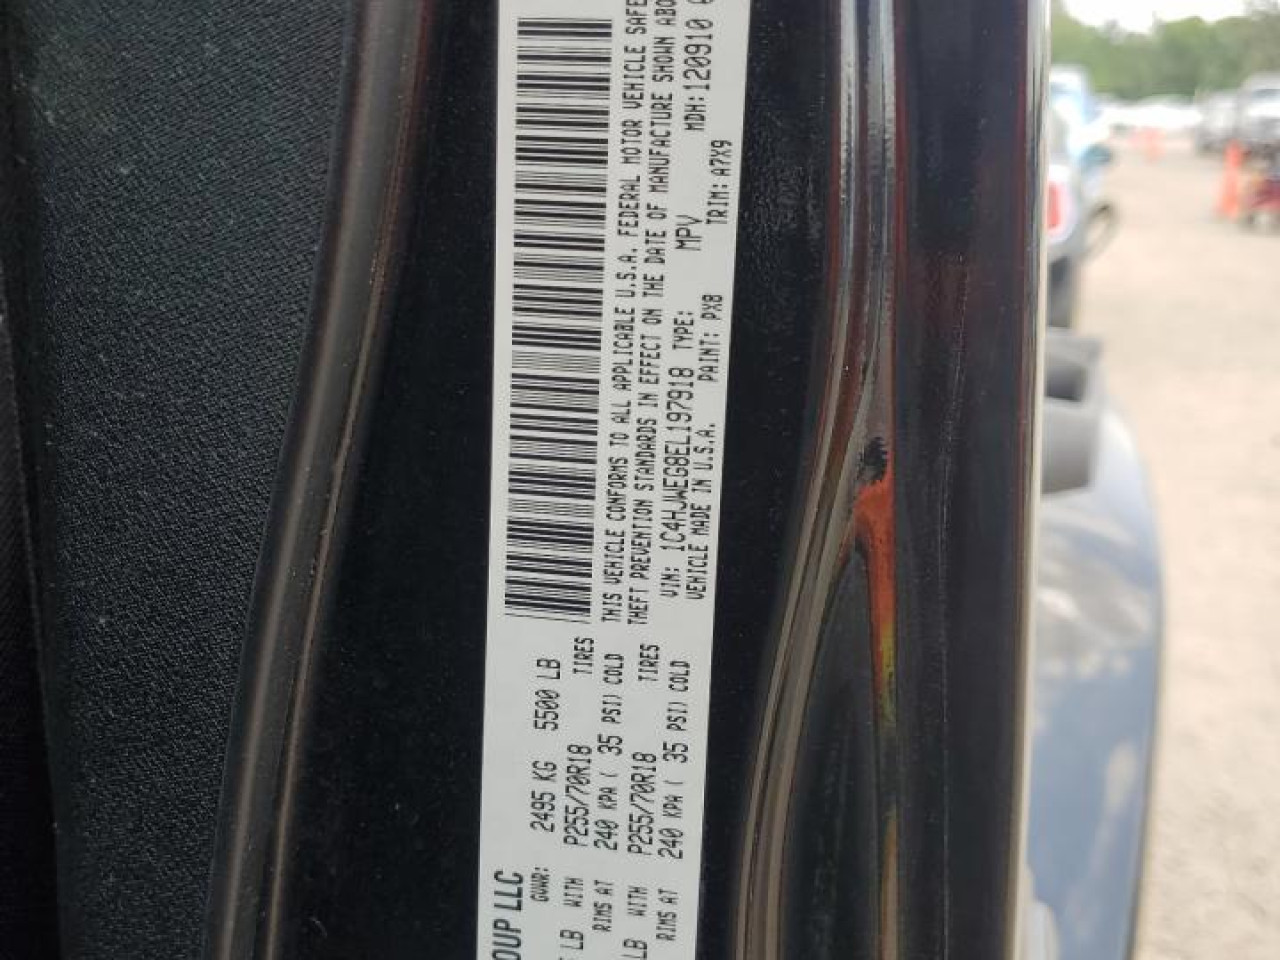 OUP LLC
GVWR: 2495 KG 5500 LB
LB WITH P255/70R18 TIRES
RIMS AT 240 KPA ( 35 PSI) COLD
LB WITH P255/70R18 TIRES
RIMS AT 240 KPA ( 35 PSI) COLD
THIS VEHICLE CONFORMS TO ALL APPLICABLE U.S.A. FEDERAL MOTOR VEHICLE SAFE
THEFT PREVENTION STANDARDS IN EFFECT ON THE DATE OF MANUFACTURE SHOWN ABO
VIN: 1C4HJWEG8EL197918 TYPE: MPV MDH:120910
VEHICLE MADE IN U.S.A. PAINT: PX8 TRIM: A7X9